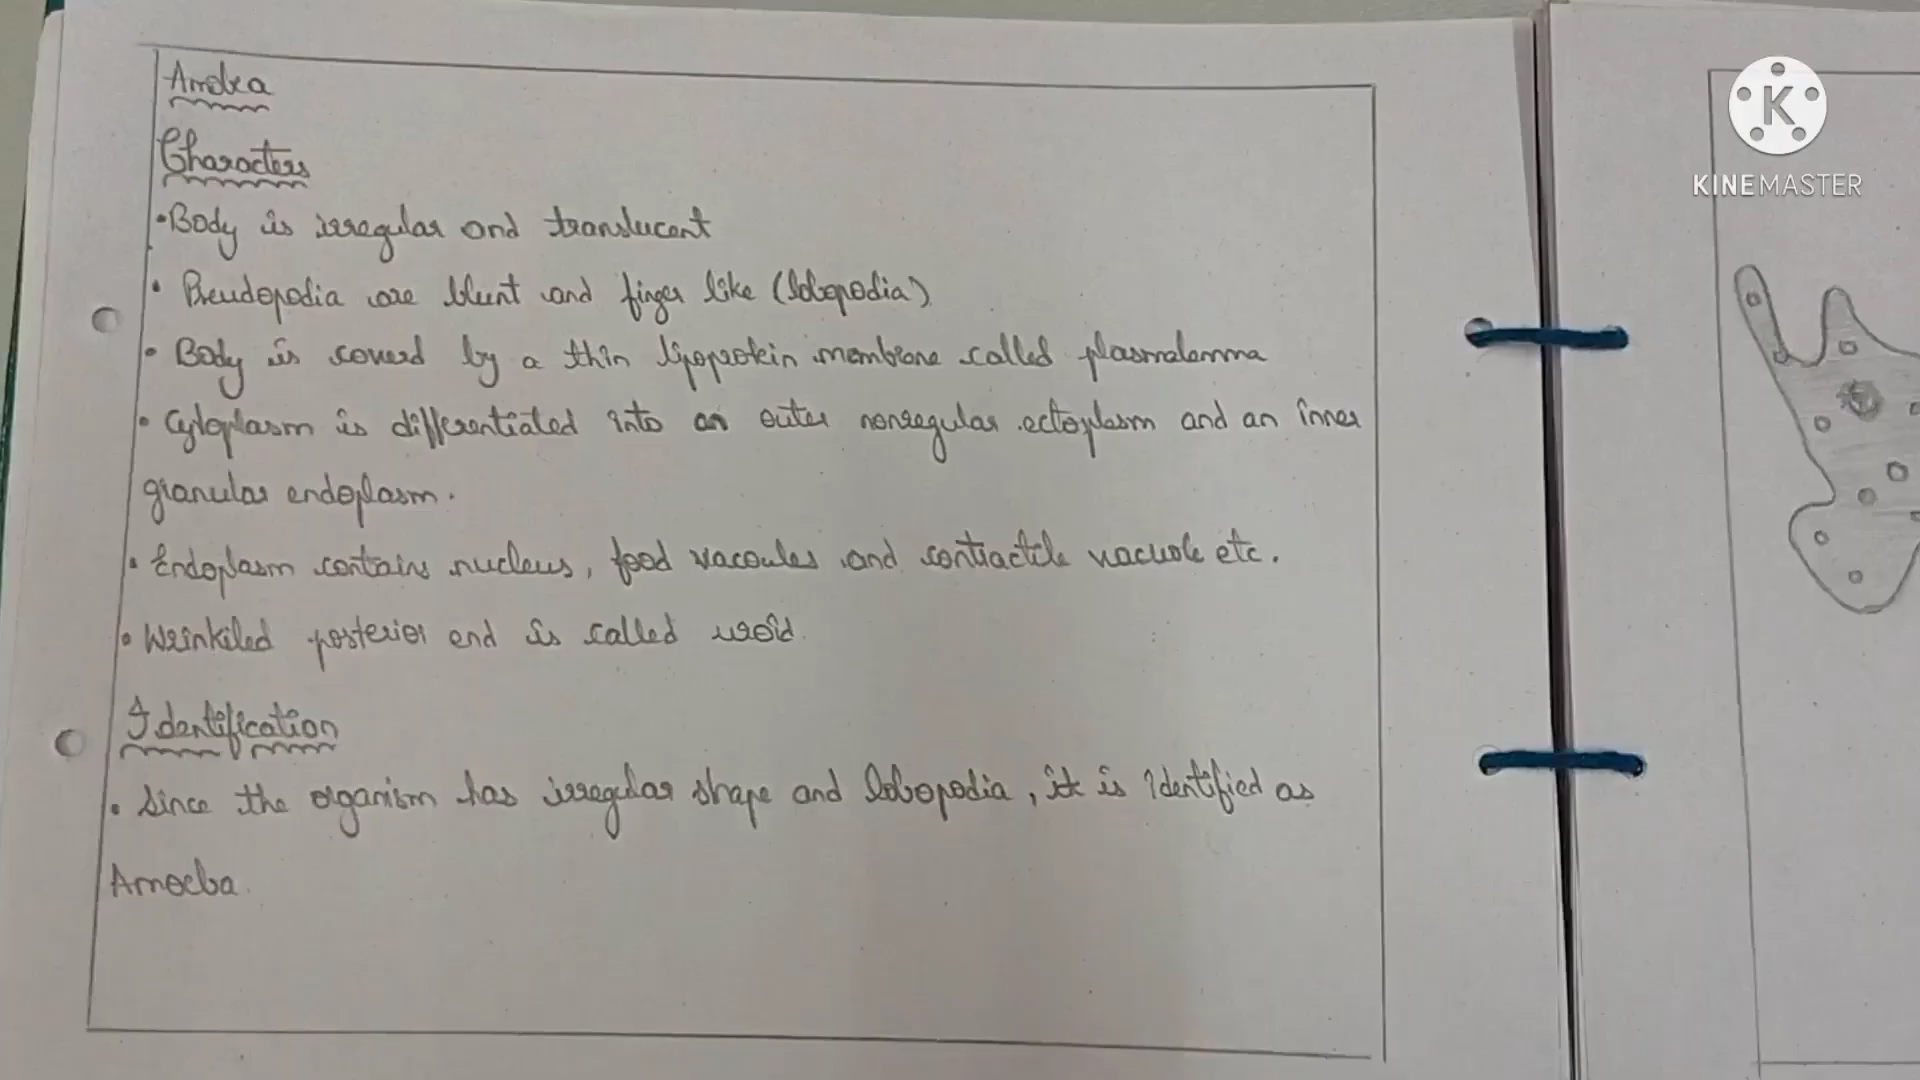 Amoeba
Characters
• Body is irregular and translucent
• Pseudopodia are blunt and finger like (lobopodia)
• Body is coverd by a thin lipoprotein membrane called plasmalemma
• Cytoplasm is differentiated into an outer nonregular ectoplasm and an inner
granular endoplasm.
• Endoplasm contains nucleus, food vacoules and contractile vacuole etc.
• Wrinkiled posterior end is called uroid
Identification
• Since the organism has irregular shape and lobopodia, it is identified as
Amoeba.
K
KINEMASTER